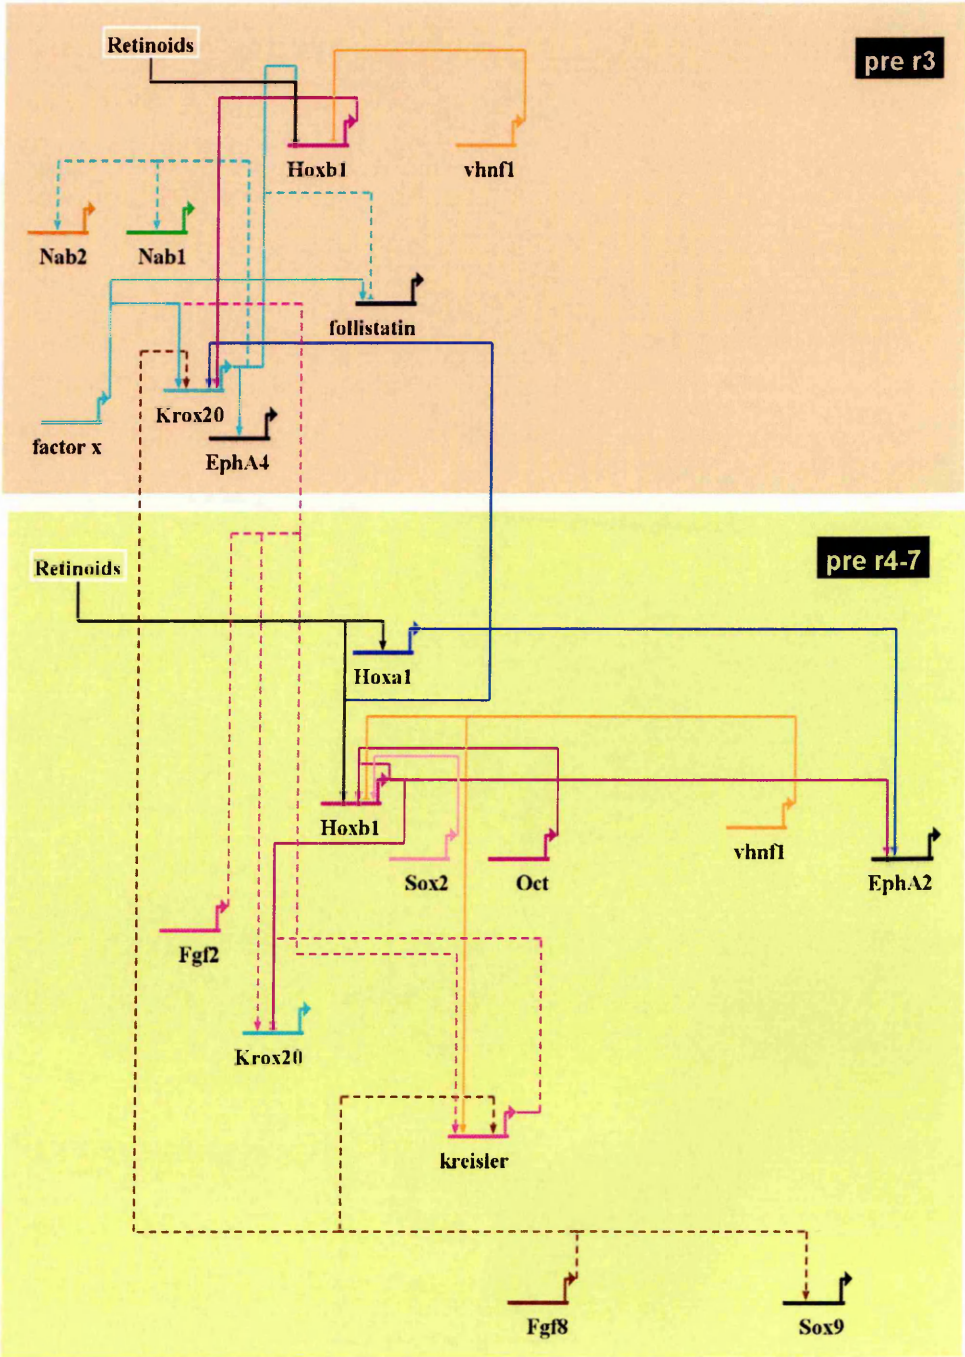 Retinoids
pre r3
Hoxb1
vhnf1
Nab2
Nab1
follistatin
Krox20
factor x
EphA4
pre r4-7
Retinoids
Hoxa1
Hoxb1
vhnf1
Sox2
Oct
EphA2
Fgf2
Krox20
kreisler
Fgf8
Sox9